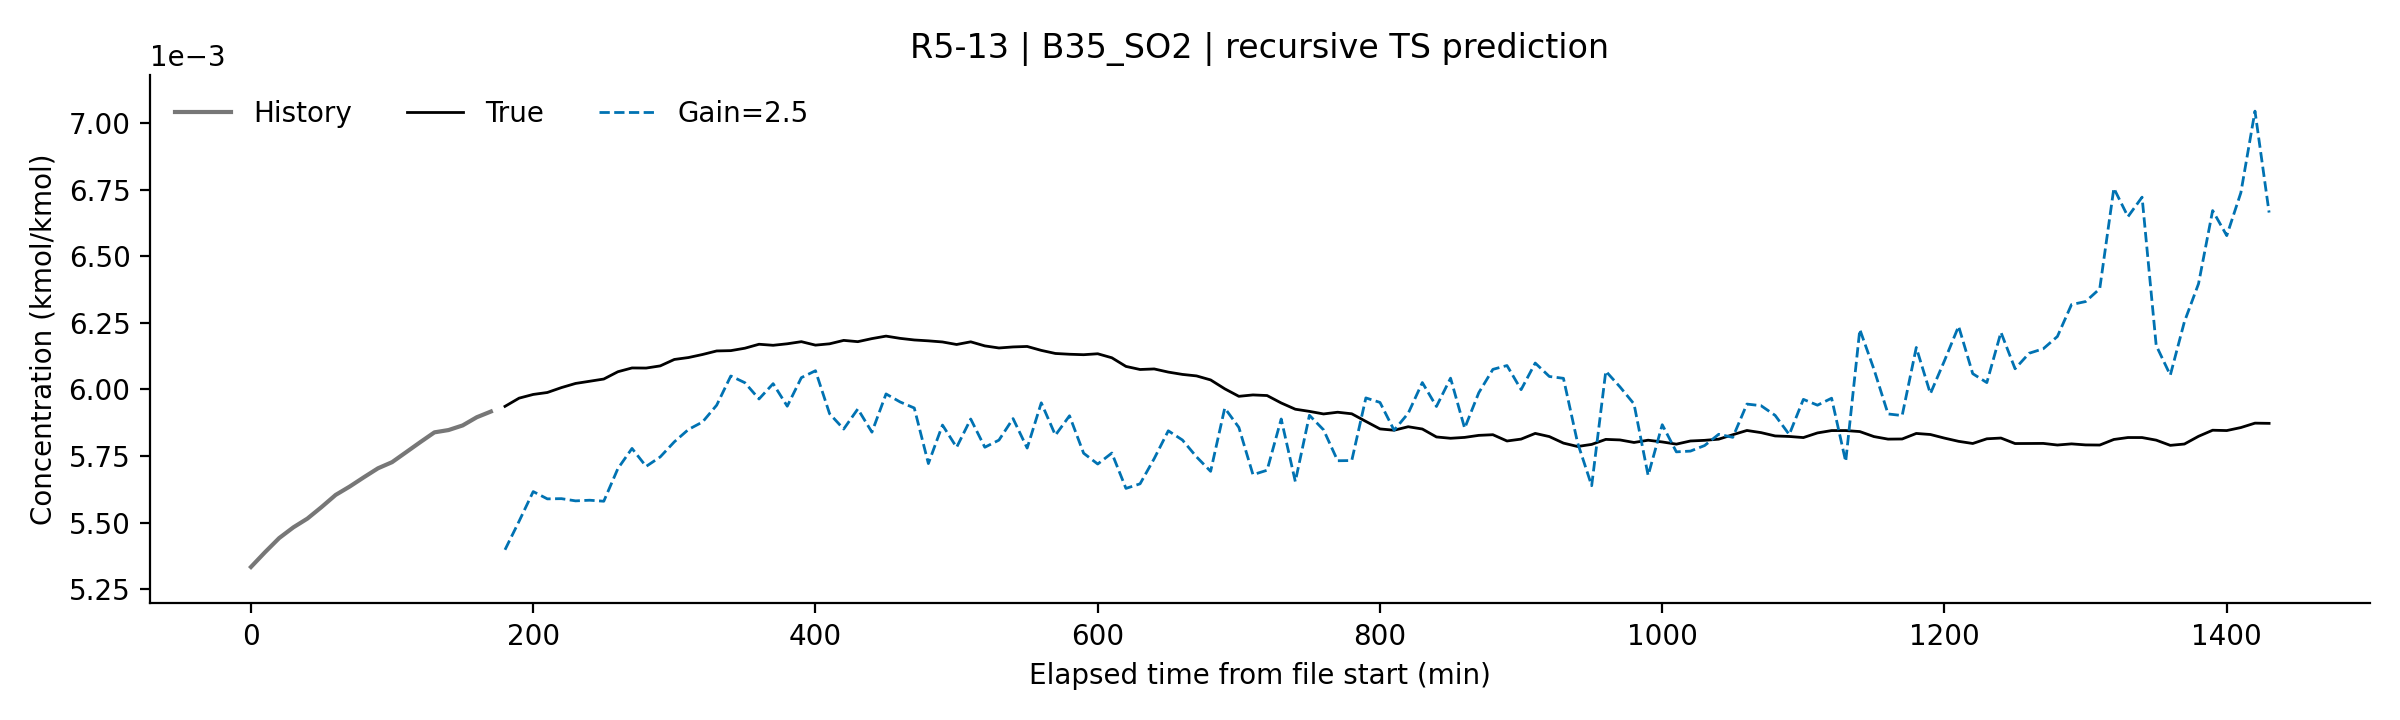 R5-13 | B35_SO2 | recursive TS prediction
1e−3
History True Gain=2.5
7.00
6.75
6.50
6.25
6.00
5.75
5.50
5.25
Concentration (kmol/kmol)
0 200 400 600 800 1000 1200 1400
Elapsed time from file start (min)